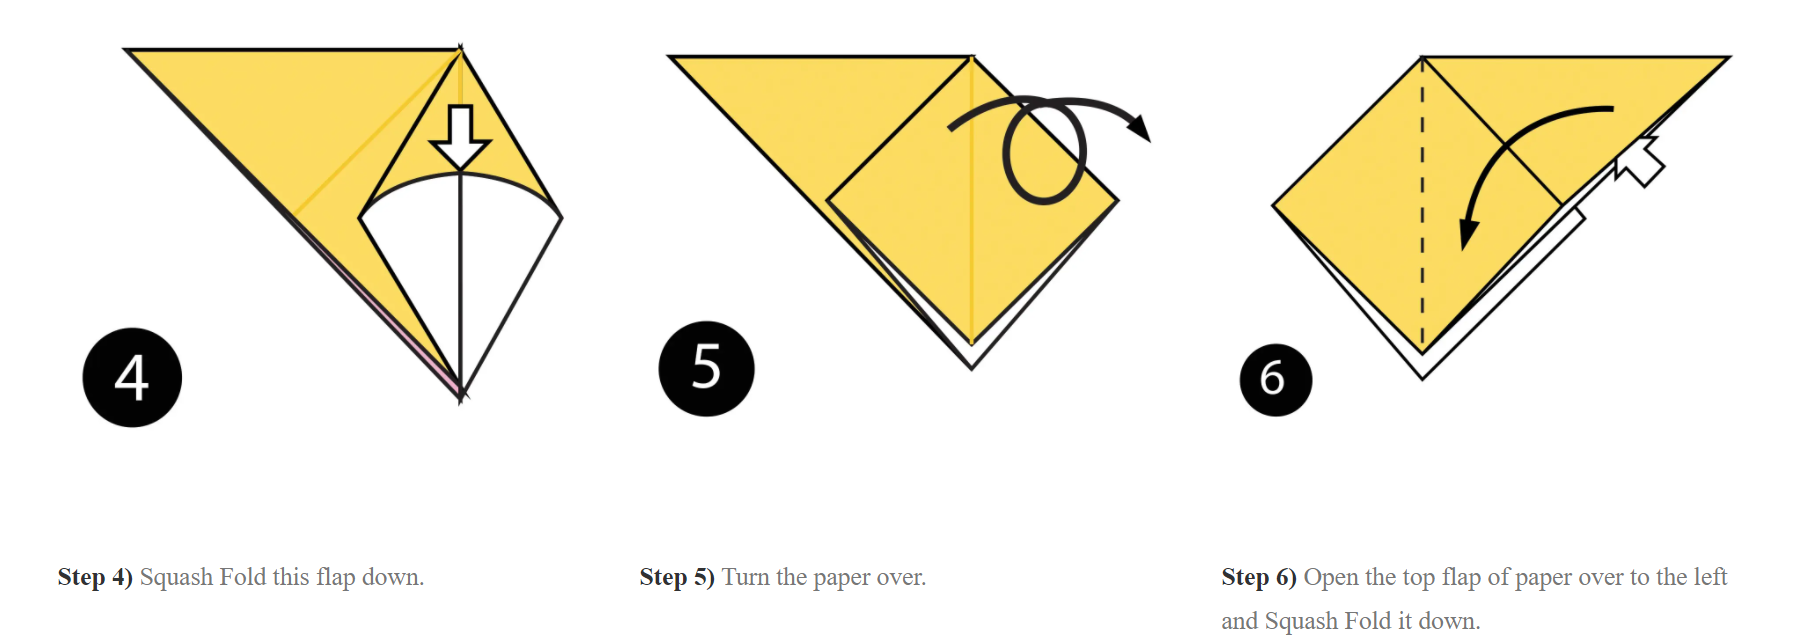 4
5
6
Step 4) Squash Fold this flap down.
Step 5) Turn the paper over.
Step 6) Open the top flap of paper over to the left
and Squash Fold it down.